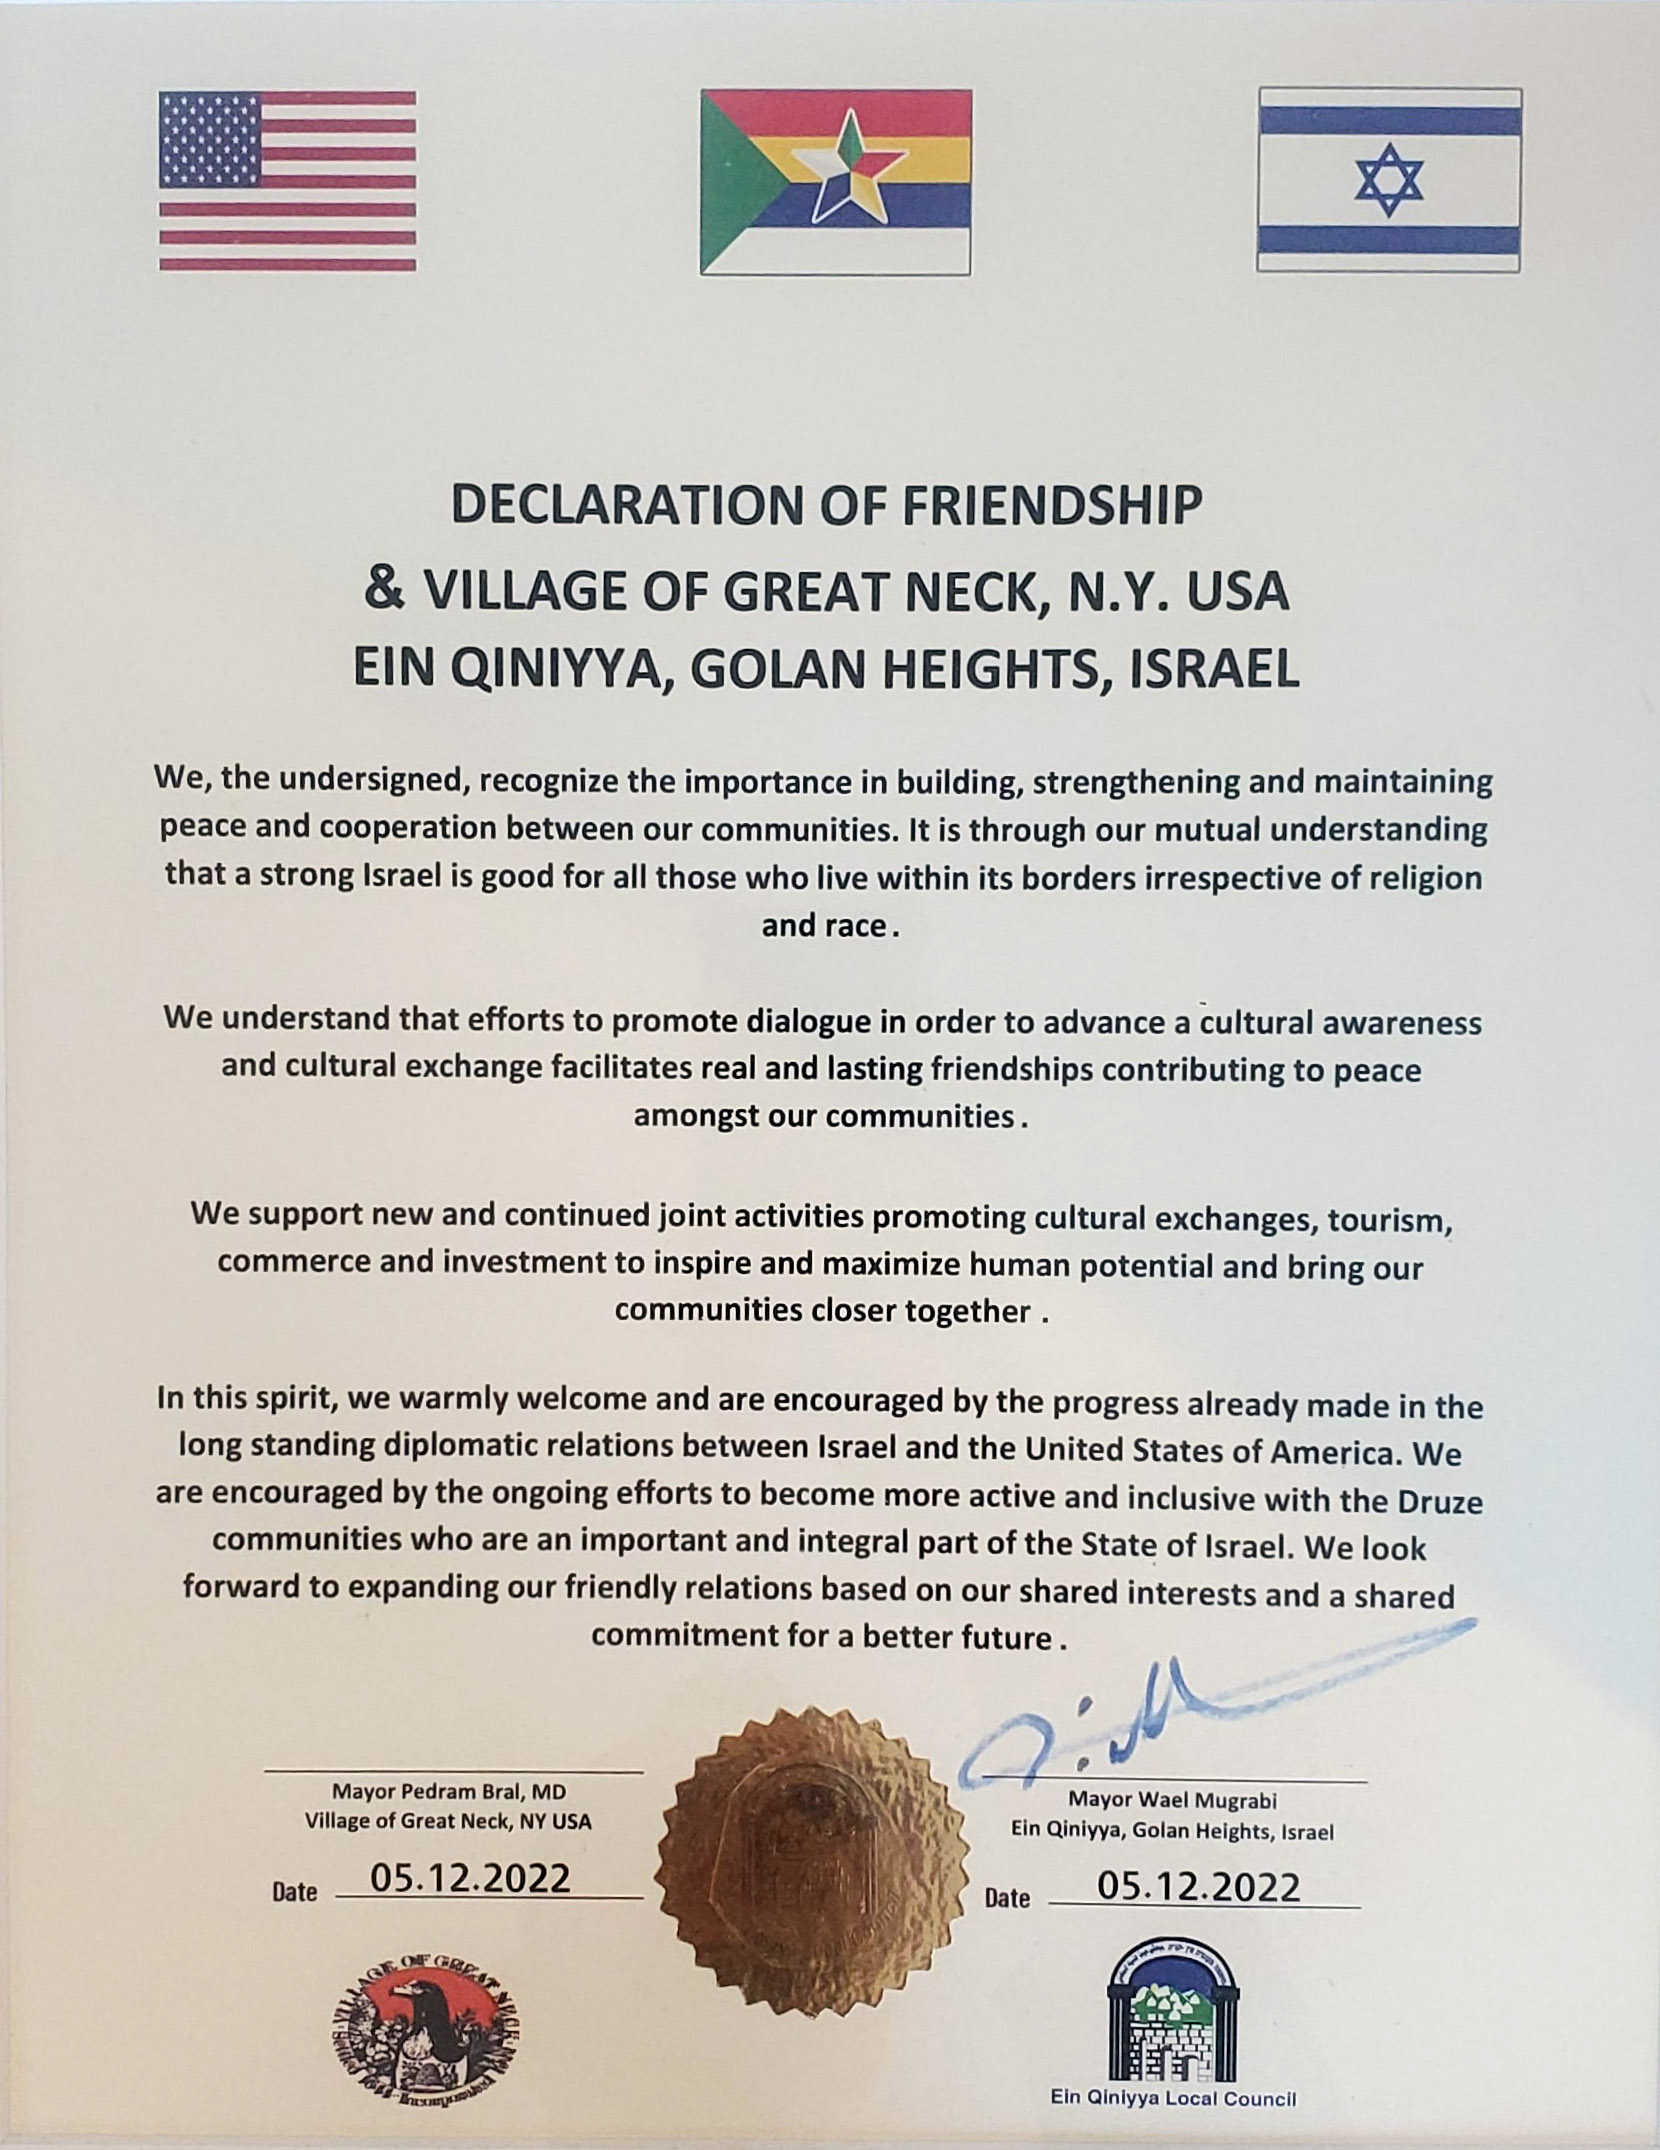 DECLARATION OF FRIENDSHIP
& VILLAGE OF GREAT NECK, N.Y. USA
EIN QINIYYA, GOLAN HEIGHTS, ISRAEL
We, the undersigned, recognize the importance in building, strengthening and maintaining
peace and cooperation between our communities. It is through our mutual understanding
that a strong Israel is good for all those who live within its borders irrespective of religion
and race.
We understand that efforts to promote dialogue in order to advance a cultural awareness
and cultural exchange facilitates real and lasting friendships contributing to peace
amongst our communities.
We support new and continued joint activities promoting cultural exchanges, tourism,
commerce and investment to inspire and maximize human potential and bring our
communities closer together .
In this spirit, we warmly welcome and are encouraged by the progress already made in the
long standing diplomatic relations between Israel and the United States of America. We
are encouraged by the ongoing efforts to become more active and inclusive with the Druze
communities who are an important and integral part of the State of Israel. We look
forward to expanding our friendly relations based on our shared interests and a shared
commitment for a better future .
Mayor Pedram Bral, MD
Village of Great Neck, NY USA
Date 05.12.2022
Mayor Wael Mugrabi
Ein Qiniyya, Golan Heights, Israel
Date 05.12.2022
VILLAGE OF GREAT NECK
Incorporated
Ein Qiniyya Local Council